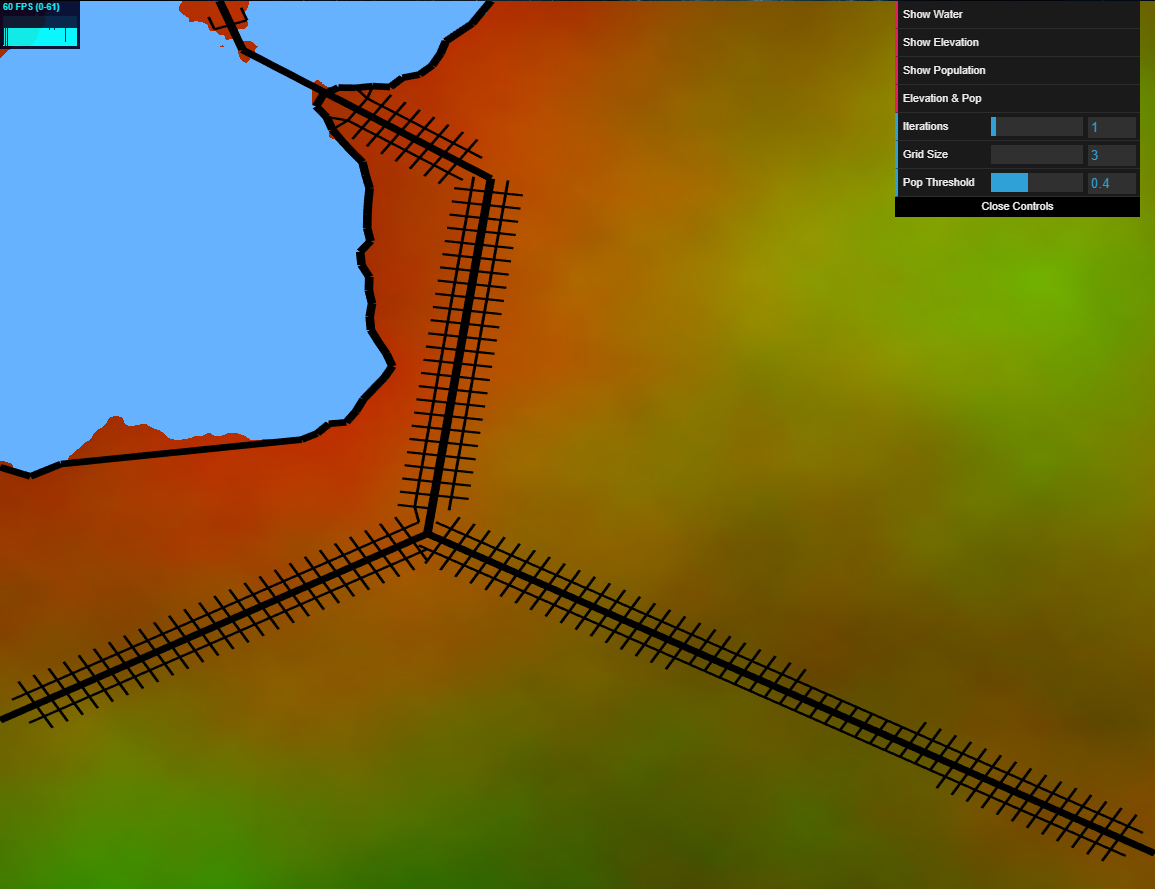 60 FPS (0-61)
Show Water
Show Elevation
Show Population
Elevation & Pop
Iterations 1
Grid Size 3
Pop Threshold 0.4
Close Controls